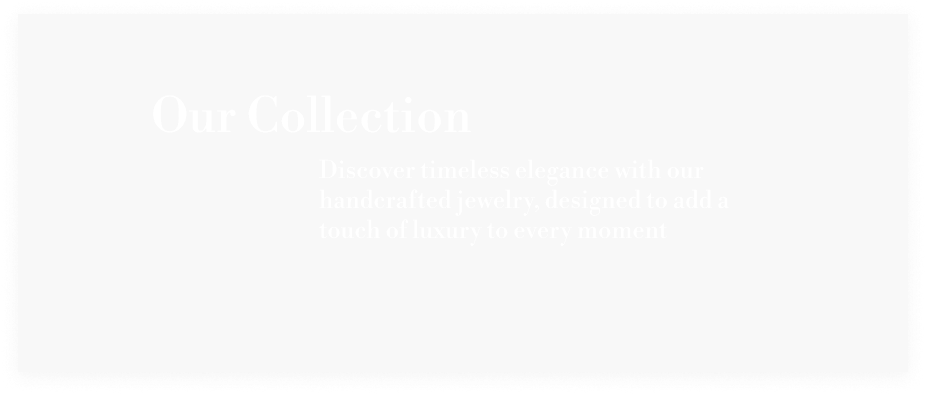 Our Collection
Discover timeless elegance with our
handcrafted jewelry, designed to add a
touch of luxury to every moment